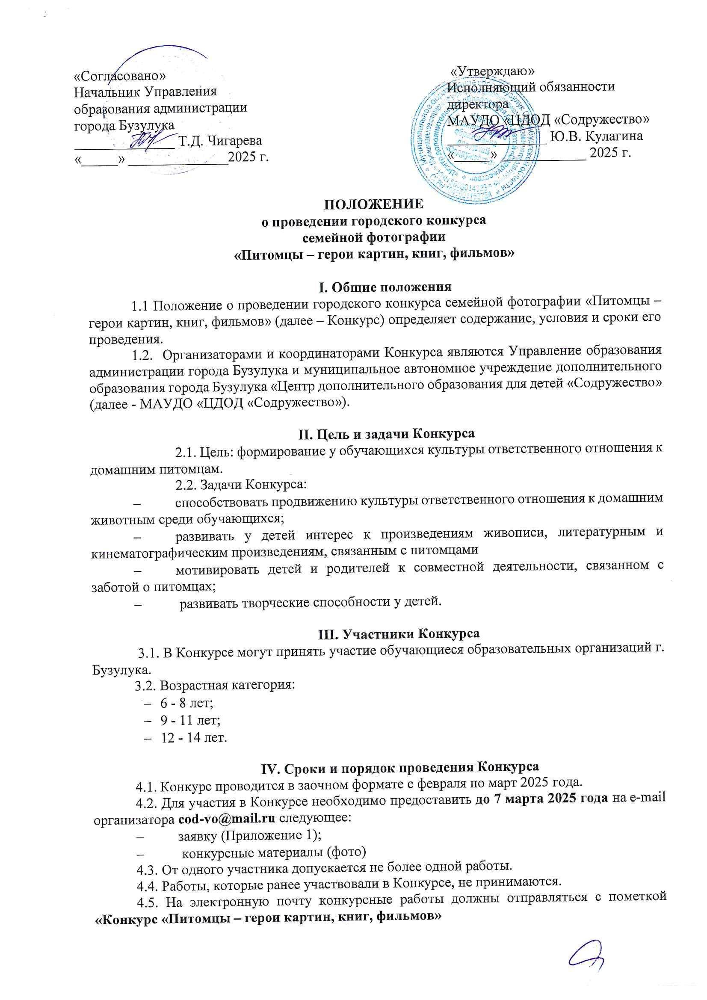 «Согласовано»
Начальник Управления
образования администрации
города Бузулука
______________ Т.Д. Чигарева
«_____» ______________2025 г.
«Утверждаю»
Исполняющий обязанности
директора
МАУДО «ЦДОД «Содружество»
______________ Ю.В. Кулагина
«_____» ____________ 2025 г.
ПОЛОЖЕНИЕ
о проведении городского конкурса
семейной фотографии
«Питомцы – герои картин, книг, фильмов»
I. Общие положения
1.1 Положение о проведении городского конкурса семейной фотографии «Питомцы –
герои картин, книг, фильмов» (далее – Конкурс) определяет содержание, условия и сроки его
проведения.
1.2. Организаторами и координаторами Конкурса являются Управление образования
администрации города Бузулука и муниципальное автономное учреждение дополнительного
образования города Бузулука «Центр дополнительного образования для детей «Содружество»
(далее - МАУДО «ЦДОД «Содружество»).
II. Цель и задачи Конкурса
2.1. Цель: формирование у обучающихся культуры ответственного отношения к
домашним питомцам.
2.2. Задачи Конкурса:
– способствовать продвижению культуры ответственного отношения к домашним
животным среди обучающихся;
– развивать у детей интерес к произведениям живописи, литературным и
кинематографическим произведениям, связанным с питомцами
– мотивировать детей и родителей к совместной деятельности, связанном с
заботой о питомцах;
– развивать творческие способности у детей.
III. Участники Конкурса
3.1. В Конкурсе могут принять участие обучающиеся образовательных организаций г.
Бузулука.
3.2. Возрастная категория:
– 6 - 8 лет;
– 9 - 11 лет;
– 12 - 14 лет.
IV. Сроки и порядок проведения Конкурса
4.1. Конкурс проводится в заочном формате с февраля по март 2025 года.
4.2. Для участия в Конкурсе необходимо предоставить до 7 марта 2025 года на e-mail
организатора cod-vo@mail.ru следующее:
– заявку (Приложение 1);
– конкурсные материалы (фото)
4.3. От одного участника допускается не более одной работы.
4.4. Работы, которые ранее участвовали в Конкурсе, не принимаются.
4.5. На электронную почту конкурсные работы должны отправляться с пометкой
«Конкурс «Питомцы – герои картин, книг, фильмов»